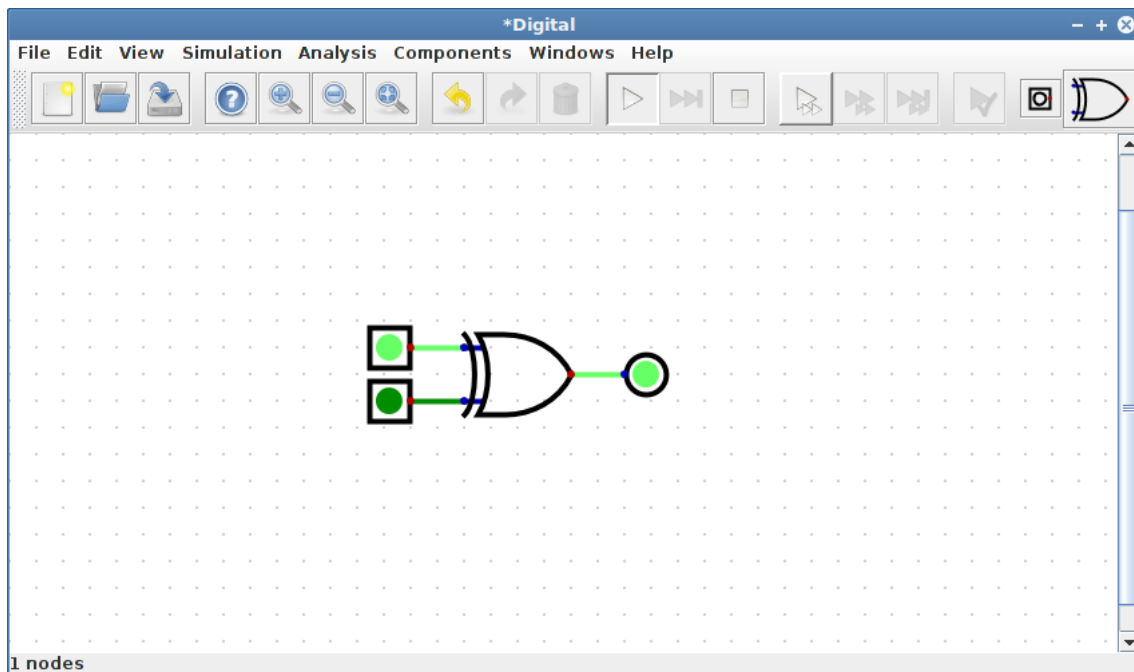 *Digital
File Edit View Simulation Analysis Components Windows Help
1 nodes